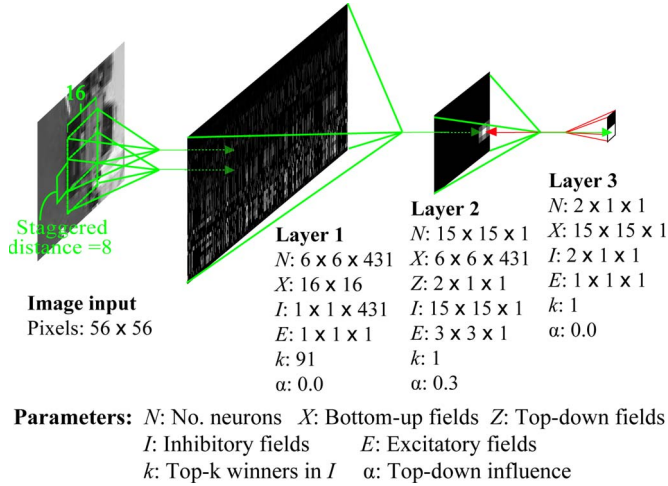 16
Staggered
distance =8
Image input
Pixels: 56 x 56
Layer 1
N: 6 x 6 x 431
X: 16 x 16
I: 1 x 1 x 431
E: 1 x 1 x 1
k: 91
α: 0.0
Layer 2
N: 15 x 15 x 1
X: 6 x 6 x 431
Z: 2 x 1 x 1
I: 15 x 15 x 1
E: 3 x 3 x 1
k: 1
α: 0.3
Layer 3
N: 2 x 1 x 1
X: 15 x 15 x 1
I: 2 x 1 x 1
E: 1 x 1 x 1
k: 1
α: 0.0
Parameters: N: No. neurons X: Bottom-up fields Z: Top-down fields
I: Inhibitory fields E: Excitatory fields
k: Top-k winners in I α: Top-down influence